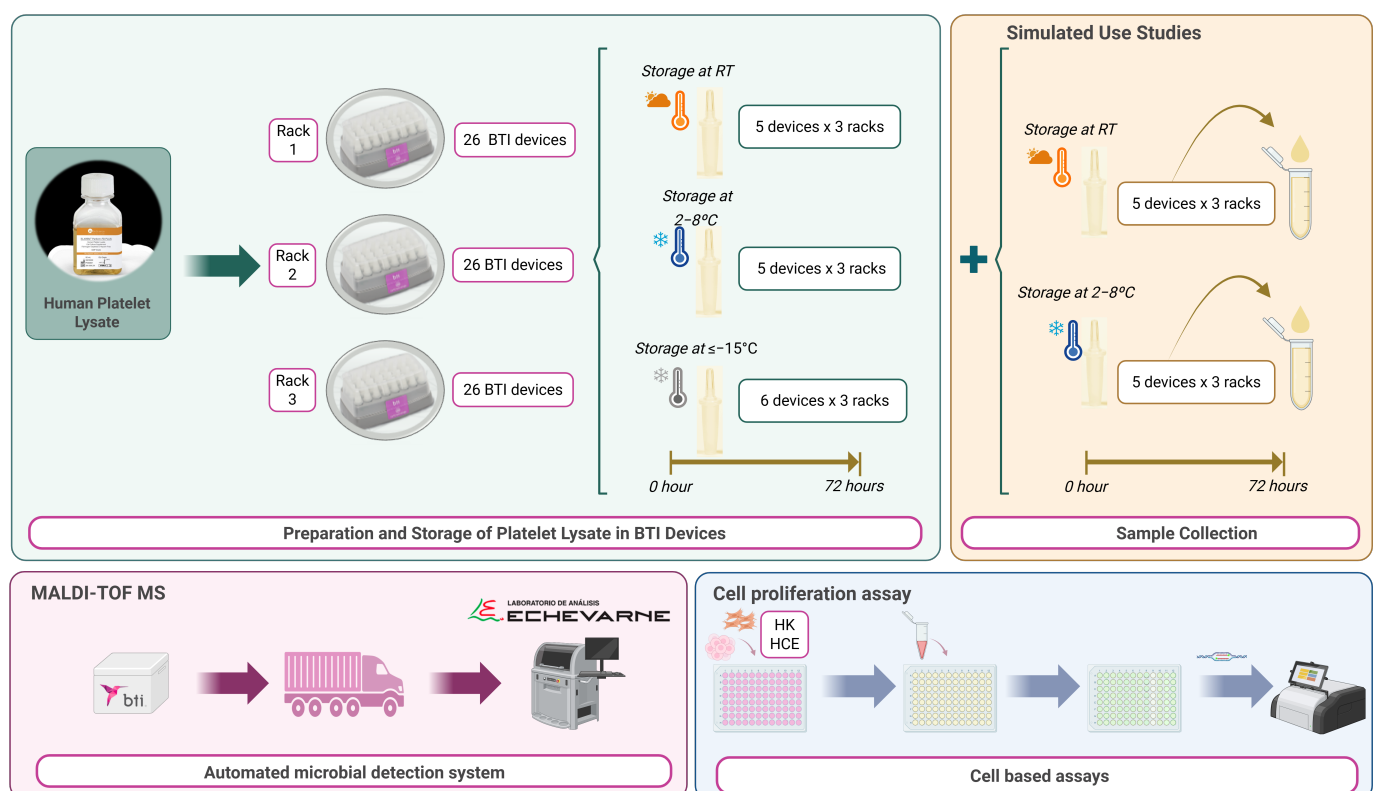 Human Platelet
Lysate
Rack
1
26 BTI devices
Rack
2
26 BTI devices
Rack
3
26 BTI devices
Storage at RT
5 devices x 3 racks
Storage at
2−8ºC
5 devices x 3 racks
Storage at ≤−15°C
6 devices x 3 racks
0 hour
72 hours
Preparation and Storage of Platelet Lysate in BTI Devices
Simulated Use Studies
Storage at RT
5 devices x 3 racks
Storage at 2−8ºC
5 devices x 3 racks
0 hour
72 hours
Sample Collection
MALDI-TOF MS
LABORATORIO DE ANÁLISIS
ECHEVARNE
bti
Automated microbial detection system
Cell proliferation assay
HK
HCE
Cell based assays